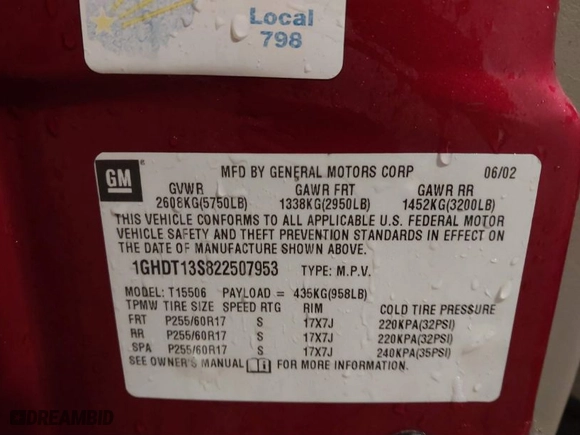 Local
798
GM
MFD BY GENERAL MOTORS CORP 06/02
GVWR GAWR FRT GAWR RR
2608KG(5750LB) 1338KG(2950LB) 1452KG(3200LB)
THIS VEHICLE CONFORMS TO ALL APPLICABLE U.S. FEDERAL MOTOR
VEHICLE SAFETY AND THEFT PREVENTION STANDARDS IN EFFECT ON
THE DATE OF MANUFACTURE SHOWN ABOVE.
1GHDT13S822507953 TYPE: M.P.V.
MODEL: T15506 PAYLOAD = 435KG(958LB)
TPMW TIRE SIZE SPEED RTG RIM COLD TIRE PRESSURE
FRT P255/60R17 S 17X7J 220KPA(32PSI)
RR P255/60R17 S 17X7J 220KPA(32PSI)
SPA P255/60R17 S 17X7J 240KPA(35PSI)
SEE OWNER'S MANUAL FOR MORE INFORMATION.
DREAMBID